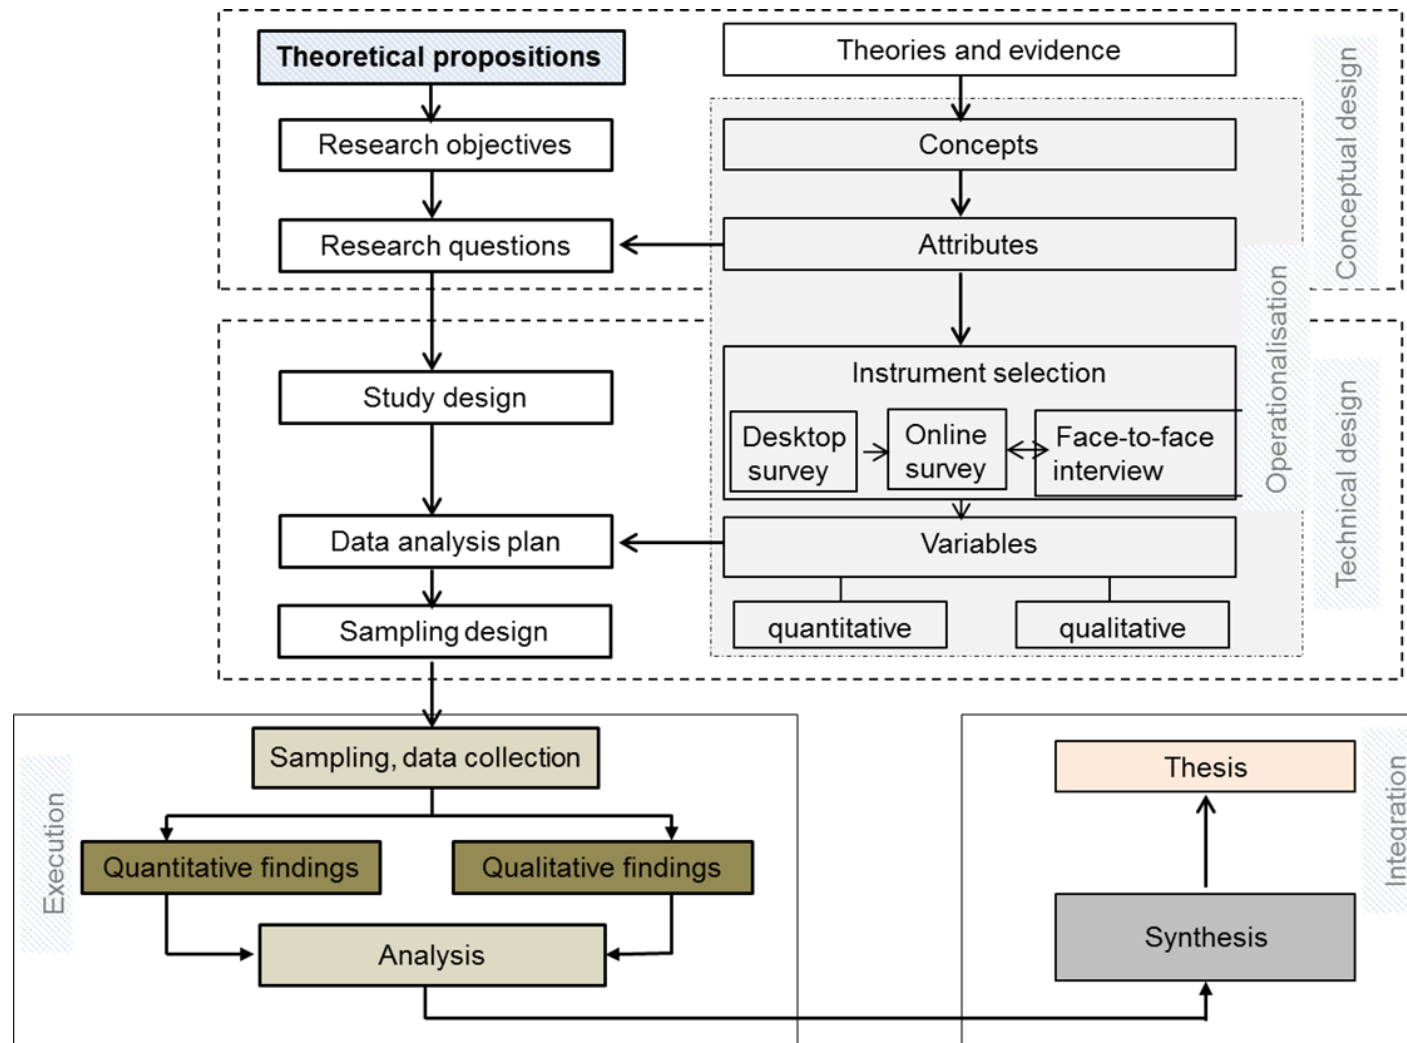 Theoretical propositions
Theories and evidence
Research objectives
Concepts
Research questions
Attributes
Conceptual design
Operationalisation
Study design
Instrument selection
Desktop
survey
Online
survey
Face-to-face
interview
Technical design
Data analysis plan
Variables
Sampling design
quantitative
qualitative
Sampling, data collection
Execution
Quantitative findings
Qualitative findings
Analysis
Thesis
Integration
Synthesis